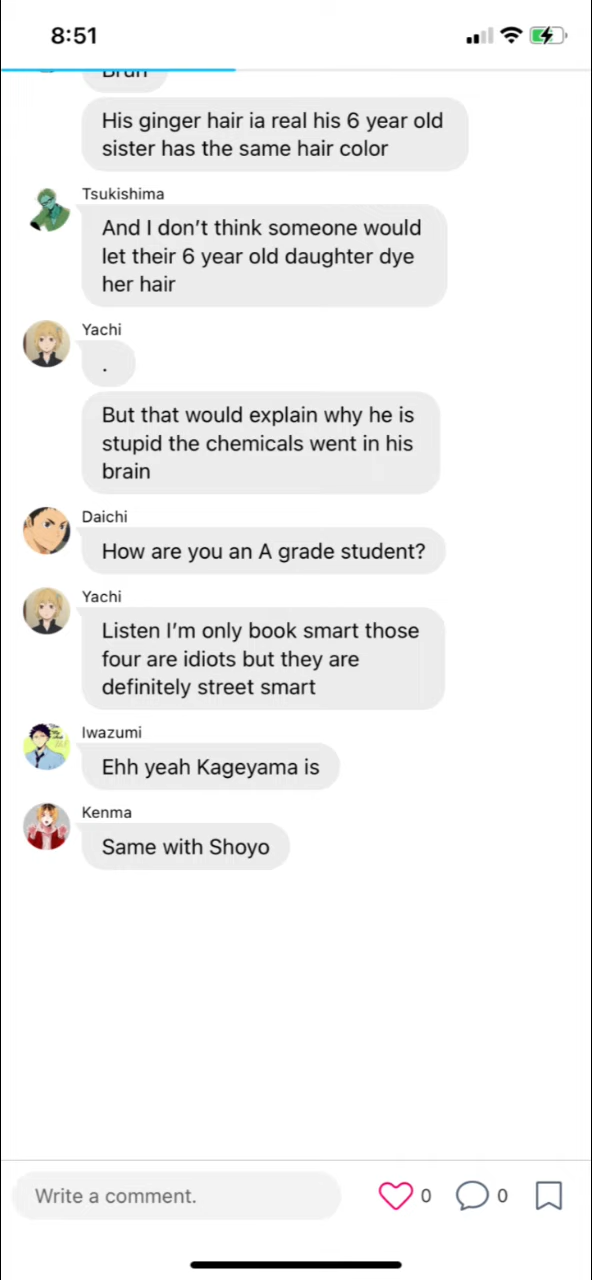 8:51
Bruh
His ginger hair ia real his 6 year old
sister has the same hair color
Tsukishima
And I don't think someone would
let their 6 year old daughter dye
her hair
Yachi
.
But that would explain why he is
stupid the chemicals went in his
brain
Daichi
How are you an A grade student?
Yachi
Listen I'm only book smart those
four are idiots but they are
definitely street smart
Iwazumi
Ehh yeah Kageyama is
Kenma
Same with Shoyo
Write a comment.
0
0